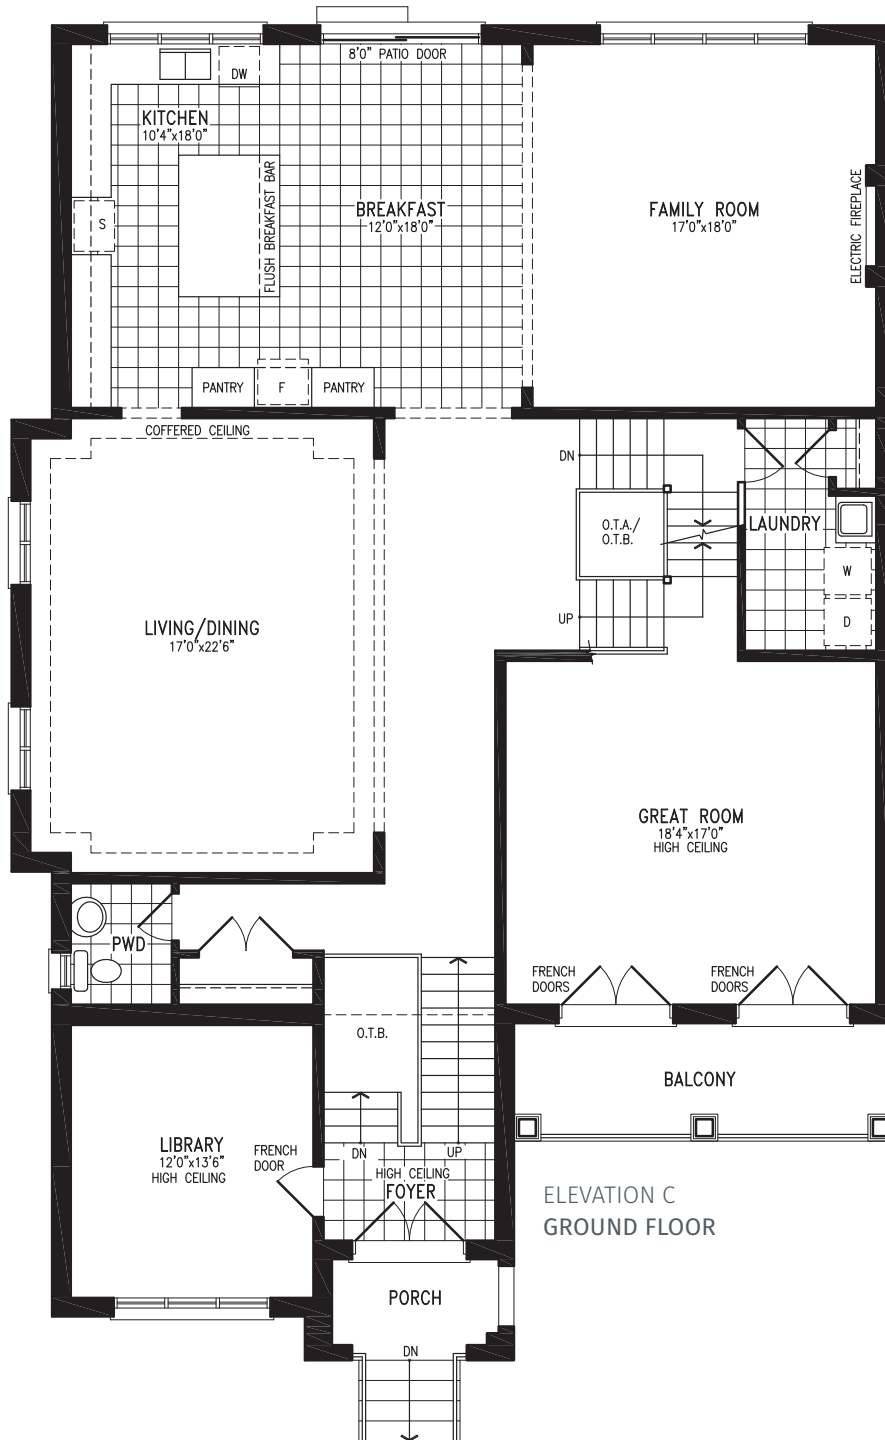 8'0" PATIO DOOR
DW
KITCHEN
10'4"x18'0"
S
FLUSH BREAKFAST BAR
BREAKFAST
12'0"x18'0"
FAMILY ROOM
17'0"x18'0"
ELECTRIC FIREPLACE
PANTRY
F
PANTRY
COFFERED CEILING
DN
O.T.A./
O.T.B.
LAUNDRY
W
D
UP
LIVING/DINING
17'0"x22'6"
GREAT ROOM
18'4"x17'0"
HIGH CEILING
PWD
FRENCH
DOORS
FRENCH
DOORS
O.T.B.
BALCONY
LIBRARY
12'0"x13'6"
HIGH CEILING
FRENCH
DOOR
DN
UP
HIGH CEILING
FOYER
ELEVATION C
GROUND FLOOR
PORCH
DN